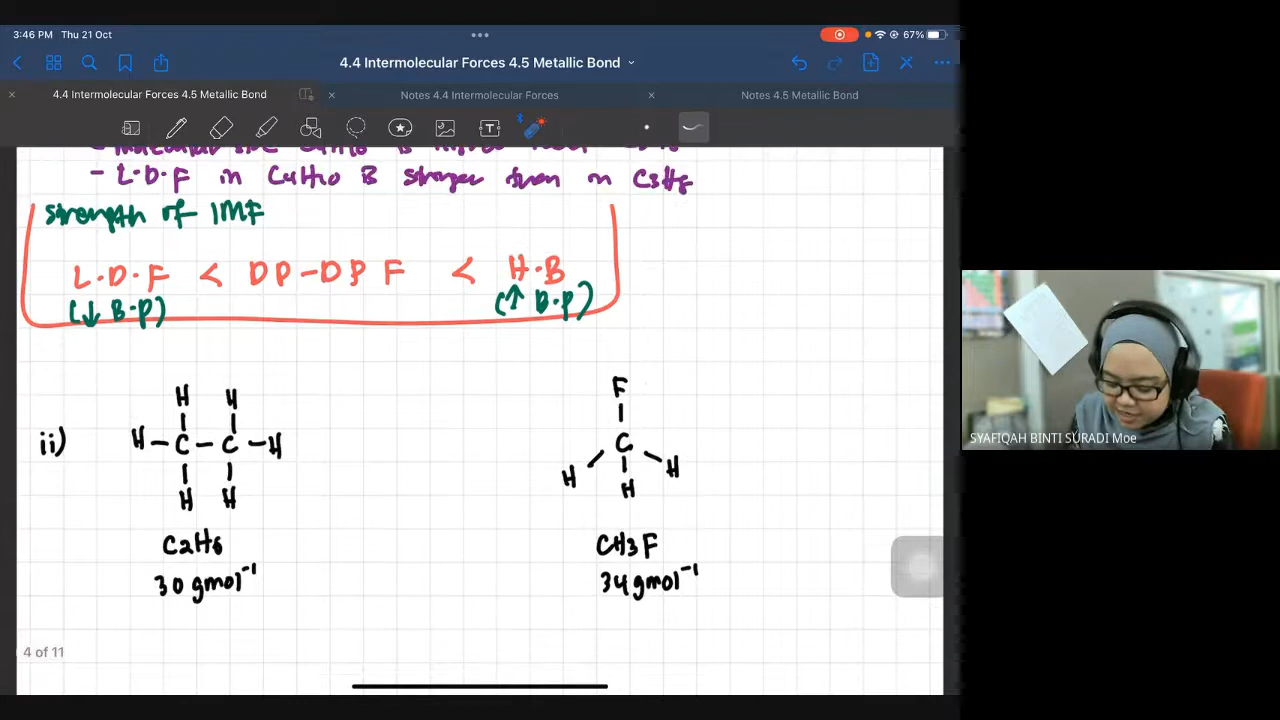 3:46 PM Thu 21 Oct
67%
4.4 Intermolecular Forces 4.5 Metallic Bond
4.4 Intermolecular Forces 4.5 Metallic Bond
Notes 4.4 Intermolecular Forces
Notes 4.5 Metallic Bond
- L.D.F in C4H10 is stronger than in C3H8
strength of IMF
L.D.F < DP-DP F < H.B
(↓ B.P) (↑ B.P)
ii)
H H
H-C-C-H
H H
C2H6
30 gmol⁻¹
F
C
H H H
CH3F
34 gmol⁻¹
4 of 11
SYAFIQAH BINTI SURADI Moe